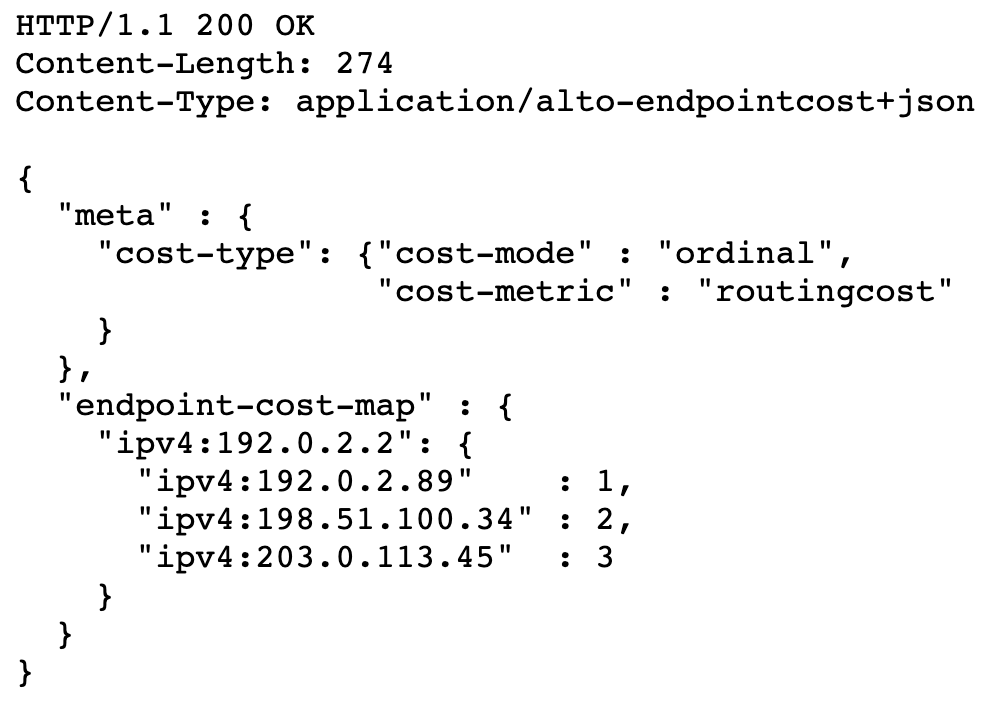 HTTP/1.1 200 OK
Content-Length: 274
Content-Type: application/alto-endpointcost+json

{
  "meta" : {
    "cost-type": {"cost-mode" : "ordinal",
                  "cost-metric" : "routingcost"
    }
  },
  "endpoint-cost-map" : {
    "ipv4:192.0.2.2": {
      "ipv4:192.0.2.89"    : 1,
      "ipv4:198.51.100.34" : 2,
      "ipv4:203.0.113.45"  : 3
    }
  }
}